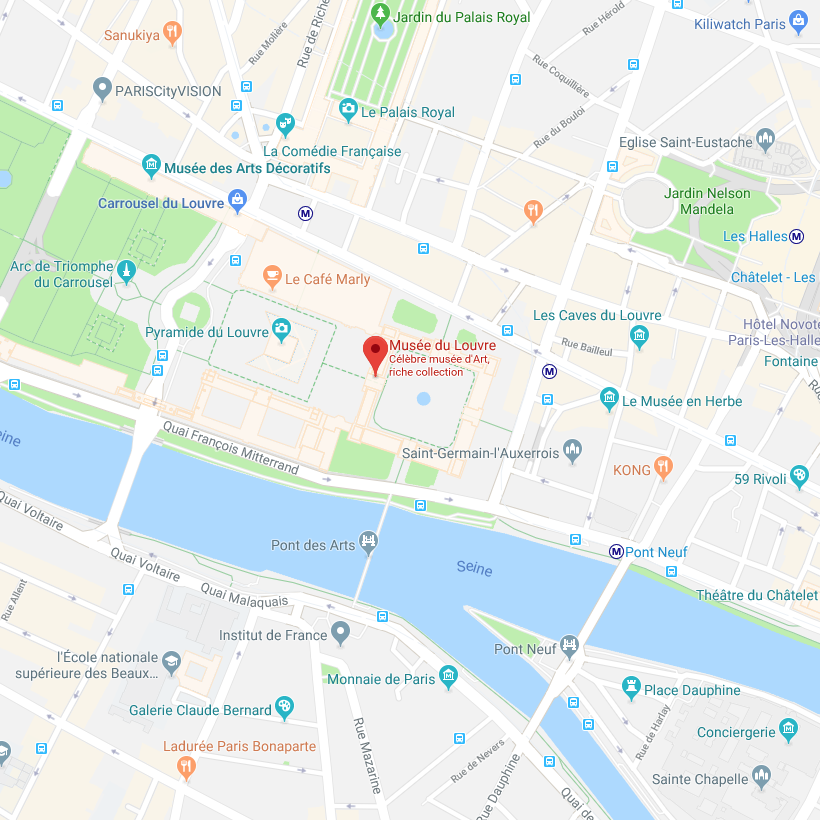 Jardin du Palais Royal
Rue Hérold
Kiliwatch Paris
Sanukiya
Rue Molière
Rue de Riche
Rue Coquillière
PARISCityVISION
Le Palais Royal
Rue du Bouloi
La Comédie Française
Eglise Saint-Eustache
Musée des Arts Décoratifs
Carrousel du Louvre
M
Jardin Nelson
Mandela
Les Halles M
Arc de Triomphe
du Carrousel
Le Café Marly
Châtelet - Les
Les Caves du Louvre
Pyramide du Louvre
Hôtel Novote
Paris-Les-Halle
Musée du Louvre
Célèbre musée d'Art,
riche collection
Rue Bailleul
Fontaine
M
Le Musée en Herbe
Quai François Mitterrand
eine
Saint-Germain-l'Auxerrois
KONG
59 Rivoli
Quai Voltaire
Pont des Arts
M Pont Neuf
Quai Voltaire
Seine
Quai Malaquais
Rue Allent
Théâtre du Châtelet
Institut de France
Pont Neuf
l'École nationale
supérieure des Beaux...
Monnaie de Paris
Place Dauphine
Galerie Claude Bernard
Rue de Harlay
Conciergerie
Ladurée Paris Bonaparte
Rue Mazarine
Rue de Nevers
Rue Dauphine
Sainte Chapelle
Quai de